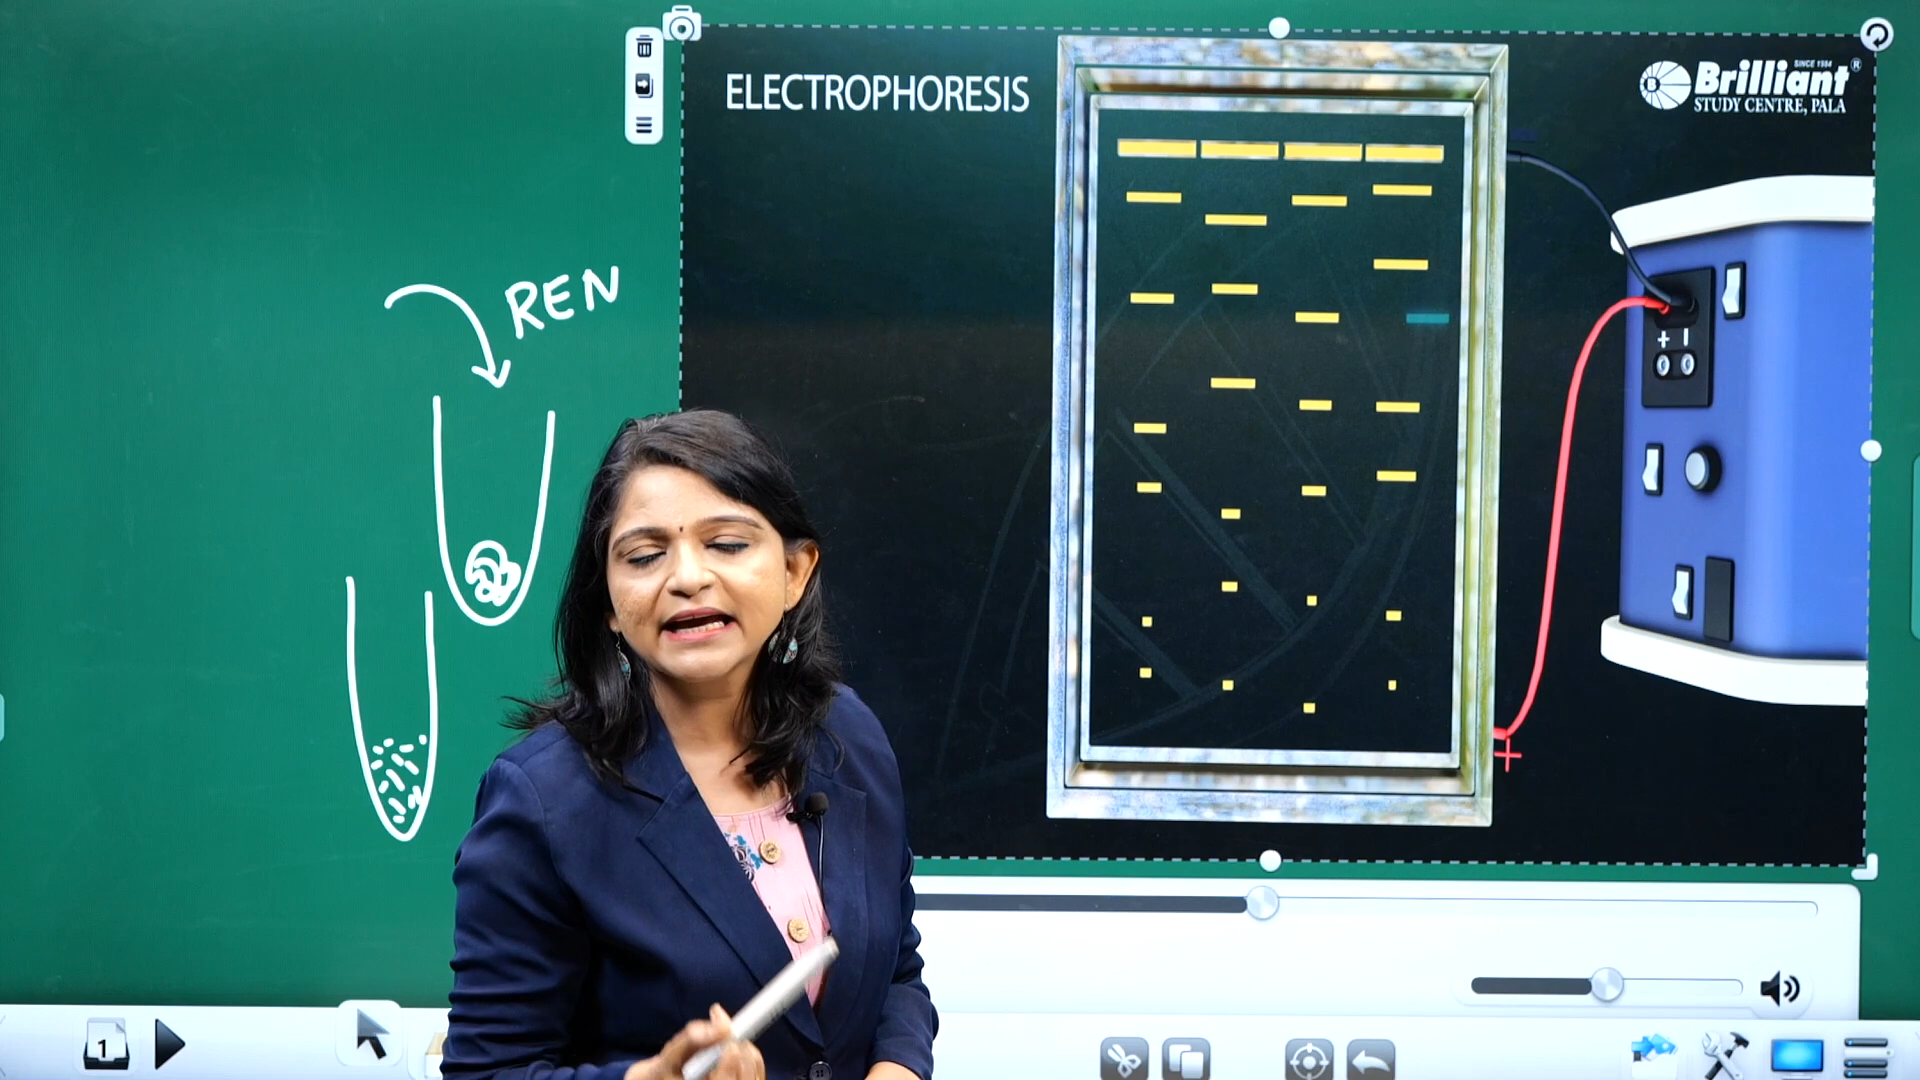 ELECTROPHORESIS
SINCE 1984
Brilliant®
STUDY CENTRE, PALA
REN
+
+
1